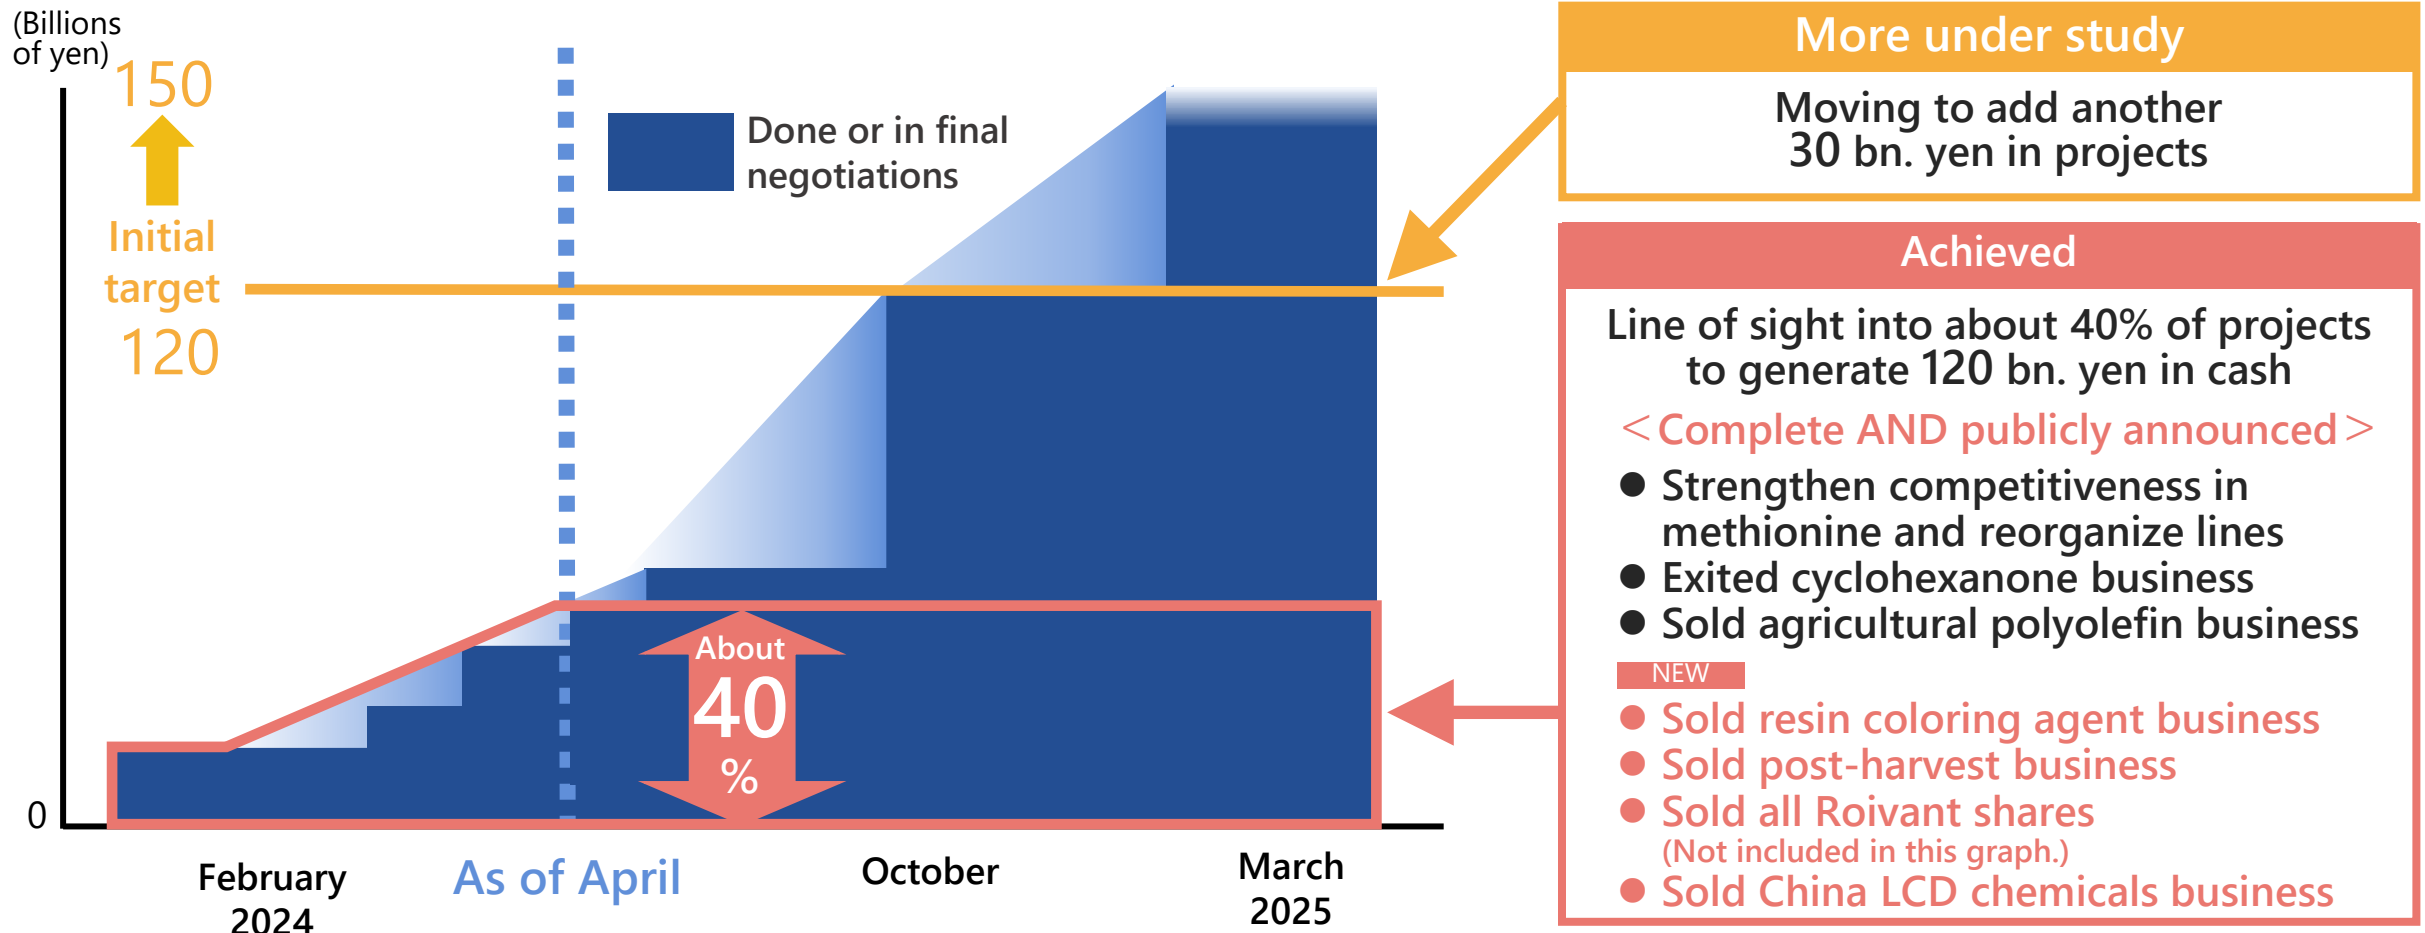 (Billions
of yen)
150
Initial
target
120
0
Done or in final
negotiations
About
40
%
February
2024
As of April
October
March
2025
More under study
Moving to add another
30 bn. yen in projects
Achieved
Line of sight into about 40% of projects
to generate 120 bn. yen in cash
<Complete AND publicly announced>
● Strengthen competitiveness in
methionine and reorganize lines
● Exited cyclohexanone business
● Sold agricultural polyolefin business
NEW
● Sold resin coloring agent business
● Sold post-harvest business
● Sold all Roivant shares
(Not included in this graph.)
● Sold China LCD chemicals business